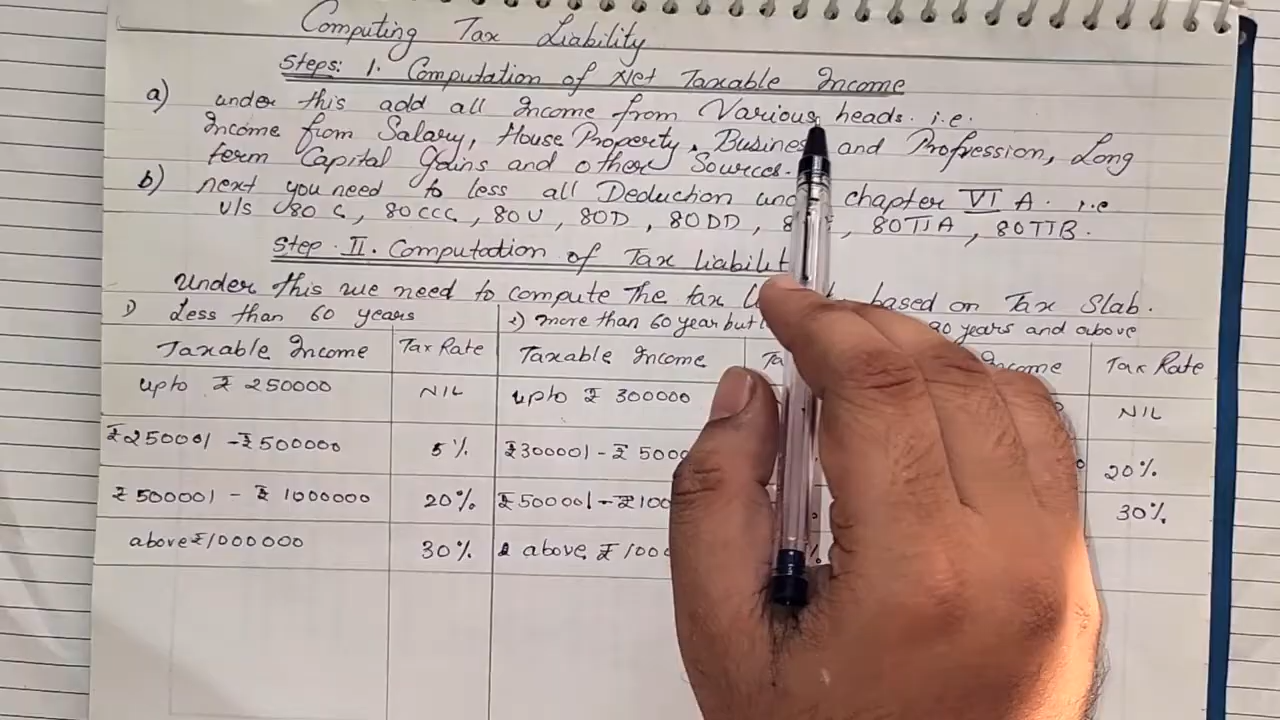 Computing Tax Liability
Steps: 1. Computation of Net Taxable Income
a) under this add all Income from Various heads. i.e.
Income from Salary, House Property, Business and Profession, Long
term Capital Gains and other Sources.
b) next you need to less all Deduction chapter VI A. i.e
U/s 80 C, 80 CCC, 80 U, 80D, 80 DD, 80TTA, 80TTB.
Step. II. Computation of Tax liability
Under this we need to compute the tax based on Tax Slab.
1) Less than 60 years
2) more than 60 year but years and above
Taxable Income Tax Rate Taxable Income Tax Rate
upto ₹ 250000 NIL upto ₹ 300000 NIL
₹250001 - ₹500000 5% ₹300001 - ₹ 20%
₹500001 - ₹ 1000000 20% ₹500001 - 30%
above ₹1000000 30% above ₹